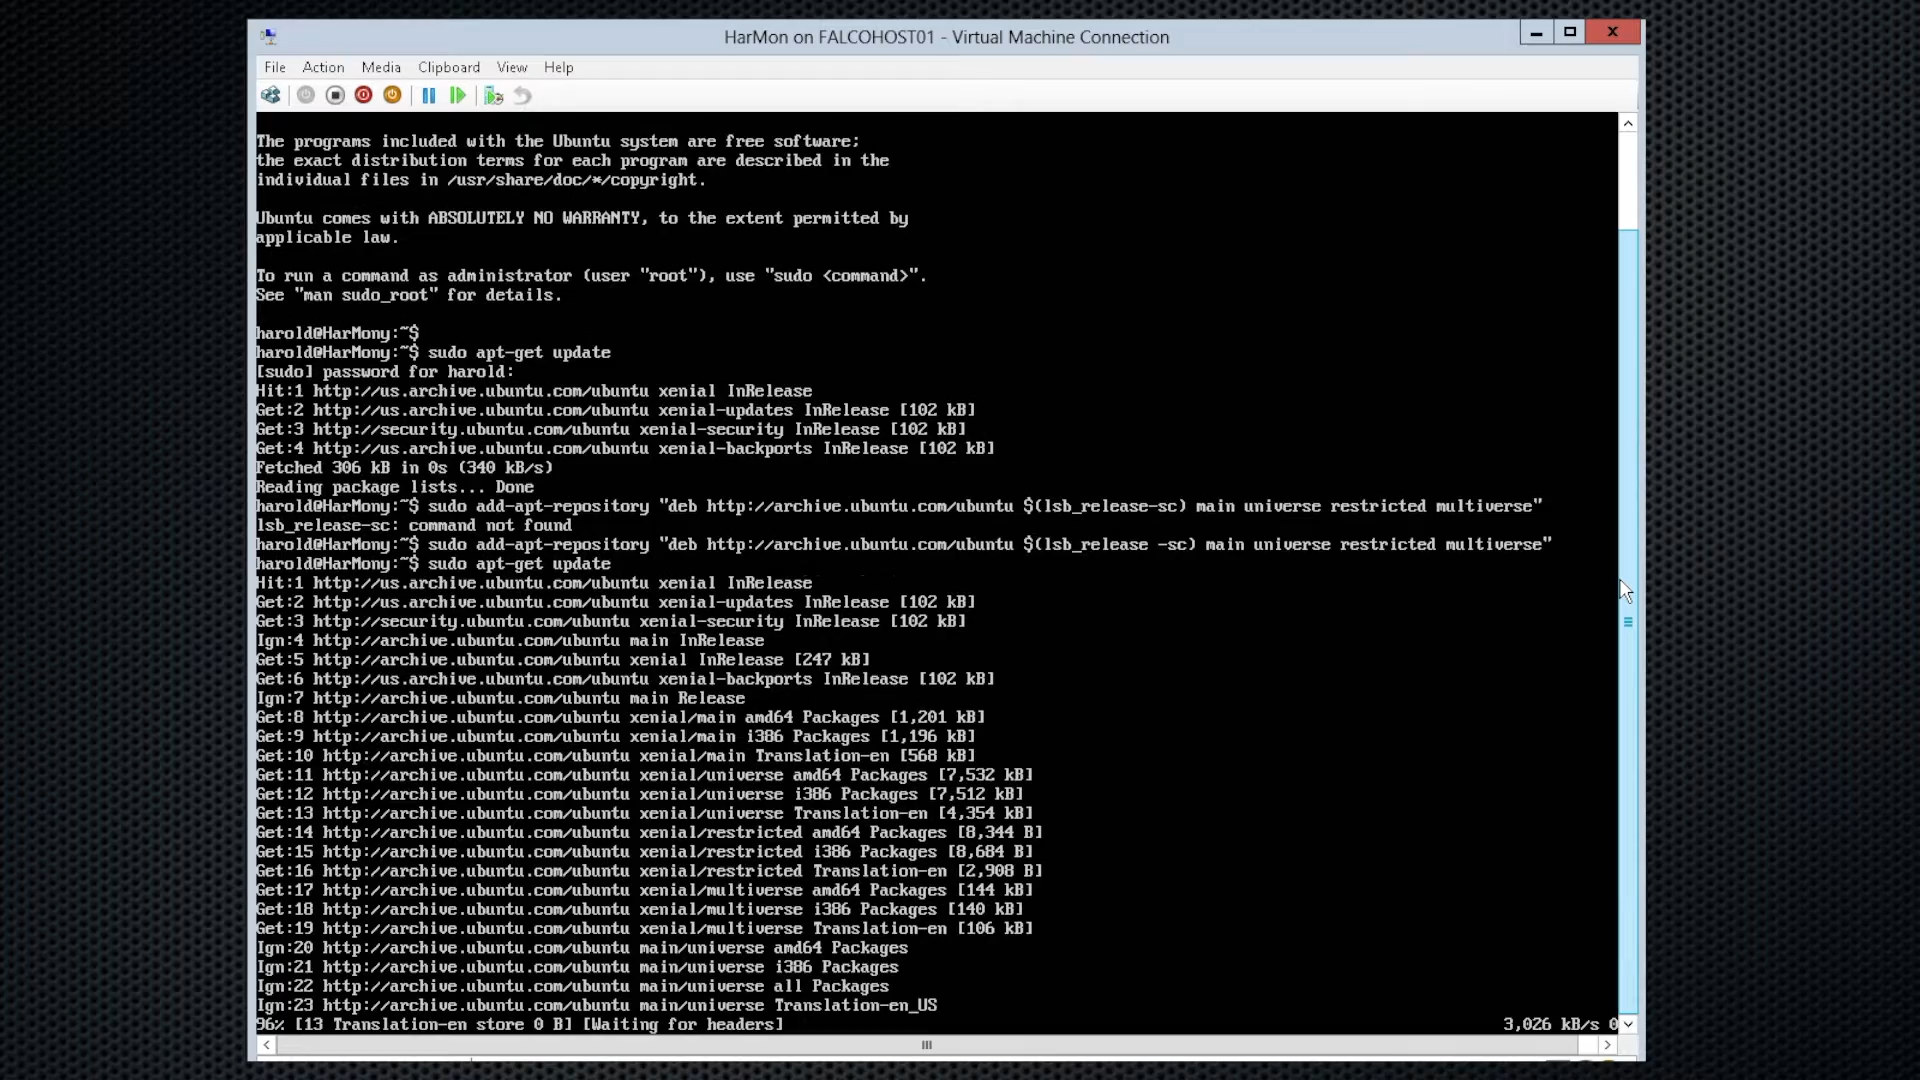 HarMon on FALCOHOST01 - Virtual Machine Connection
File Action Media Clipboard View Help
The programs included with the Ubuntu system are free software;
the exact distribution terms for each program are described in the
individual files in /usr/share/doc/*/copyright.
Ubuntu comes with ABSOLUTELY NO WARRANTY, to the extent permitted by
applicable law.
To run a command as administrator (user "root"), use "sudo <command>".
See "man sudo_root" for details.
harold@HarMony:~$
harold@HarMony:~$ sudo apt-get update
[sudo] password for harold:
Hit:1 http://us.archive.ubuntu.com/ubuntu xenial InRelease
Get:2 http://us.archive.ubuntu.com/ubuntu xenial-updates InRelease [102 kB]
Get:3 http://security.ubuntu.com/ubuntu xenial-security InRelease [102 kB]
Get:4 http://us.archive.ubuntu.com/ubuntu xenial-backports InRelease [102 kB]
Fetched 306 kB in 0s (340 kB/s)
Reading package lists... Done
harold@HarMony:~$ sudo add-apt-repository "deb http://archive.ubuntu.com/ubuntu $(lsb_release-sc) main universe restricted multiverse"
lsb_release-sc: command not found
harold@HarMony:~$ sudo add-apt-repository "deb http://archive.ubuntu.com/ubuntu $(lsb_release -sc) main universe restricted multiverse"
harold@HarMony:~$ sudo apt-get update
Hit:1 http://us.archive.ubuntu.com/ubuntu xenial InRelease
Get:2 http://us.archive.ubuntu.com/ubuntu xenial-updates InRelease [102 kB]
Get:3 http://security.ubuntu.com/ubuntu xenial-security InRelease [102 kB]
Ign:4 http://archive.ubuntu.com/ubuntu main InRelease
Get:5 http://archive.ubuntu.com/ubuntu xenial InRelease [247 kB]
Get:6 http://us.archive.ubuntu.com/ubuntu xenial-backports InRelease [102 kB]
Ign:7 http://archive.ubuntu.com/ubuntu main Release
Get:8 http://archive.ubuntu.com/ubuntu xenial/main amd64 Packages [1,201 kB]
Get:9 http://archive.ubuntu.com/ubuntu xenial/main i386 Packages [1,196 kB]
Get:10 http://archive.ubuntu.com/ubuntu xenial/main Translation-en [568 kB]
Get:11 http://archive.ubuntu.com/ubuntu xenial/universe amd64 Packages [7,532 kB]
Get:12 http://archive.ubuntu.com/ubuntu xenial/universe i386 Packages [7,512 kB]
Get:13 http://archive.ubuntu.com/ubuntu xenial/universe Translation-en [4,354 kB]
Get:14 http://archive.ubuntu.com/ubuntu xenial/restricted amd64 Packages [8,344 B]
Get:15 http://archive.ubuntu.com/ubuntu xenial/restricted i386 Packages [8,684 B]
Get:16 http://archive.ubuntu.com/ubuntu xenial/restricted Translation-en [2,908 B]
Get:17 http://archive.ubuntu.com/ubuntu xenial/multiverse amd64 Packages [144 kB]
Get:18 http://archive.ubuntu.com/ubuntu xenial/multiverse i386 Packages [140 kB]
Get:19 http://archive.ubuntu.com/ubuntu xenial/multiverse Translation-en [106 kB]
Ign:20 http://archive.ubuntu.com/ubuntu main/universe amd64 Packages
Ign:21 http://archive.ubuntu.com/ubuntu main/universe i386 Packages
Ign:22 http://archive.ubuntu.com/ubuntu main/universe all Packages
Ign:23 http://archive.ubuntu.com/ubuntu main/universe Translation-en_US
96% [13 Translation-en store 0 B] [Waiting for headers] 3,026 kB/s 0